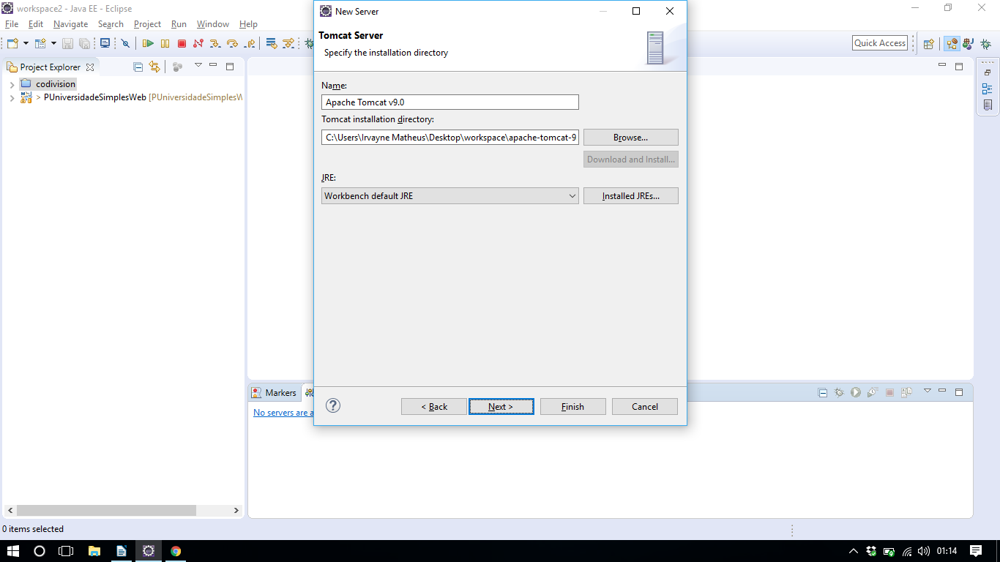 workspace2 - Java EE - Eclipse
File Edit Navigate Search Project Run Window Help
Quick Access
Project Explorer
codivision
> PUniversidadeSimplesWeb [PUniversidadeSimplesW
New Server
Tomcat Server
Specify the installation directory
Name:
Apache Tomcat v9.0
Tomcat installation directory:
C:\Users\Irvayne Matheus\Desktop\workspace\apache-tomcat-9
Browse...
Download and Install...
JRE:
Workbench default JRE
Installed JREs...
< Back Next > Finish Cancel
Markers
No servers are a
0 items selected
01:14